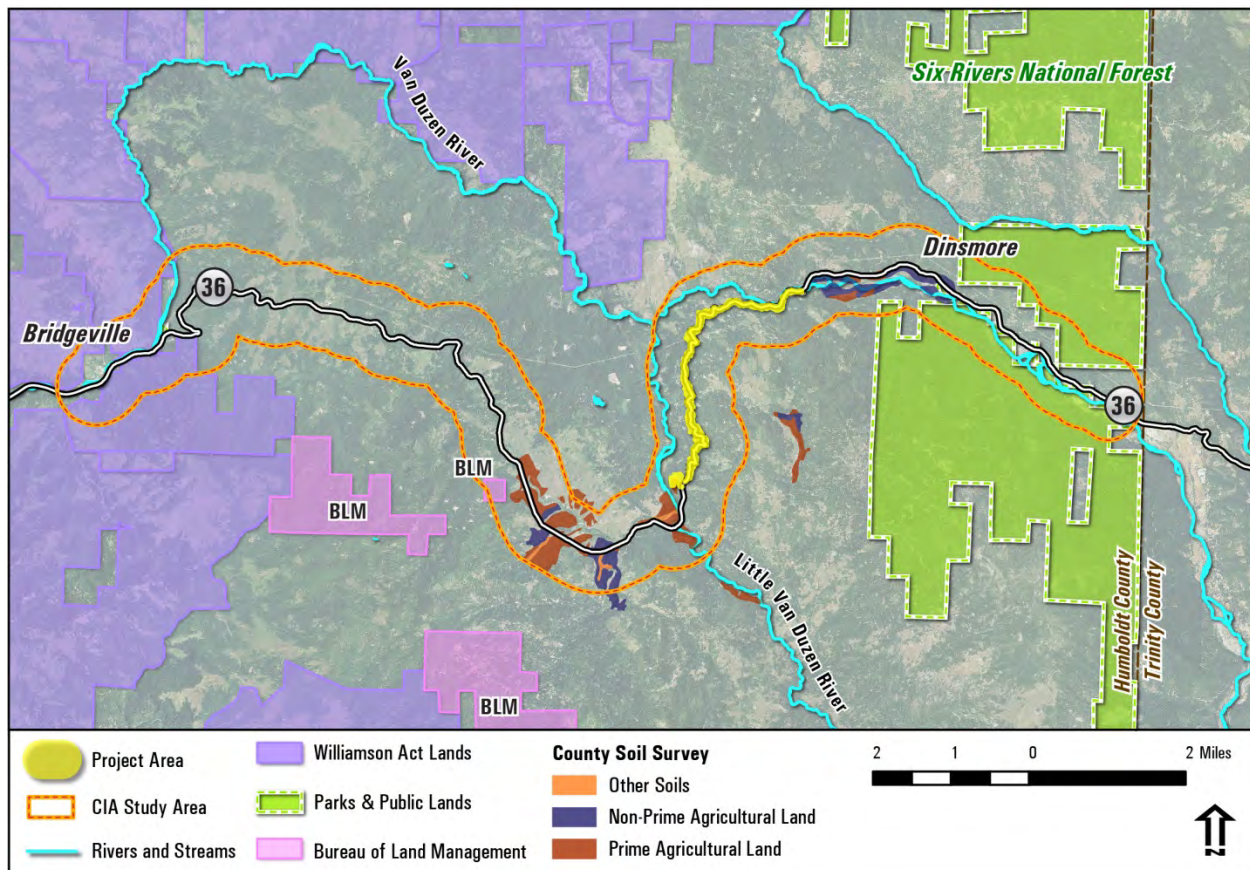 Six Rivers National Forest
Van Duzen River
Dinsmore
36
Bridgeville
36
BLM
BLM
Little Van Duzen River
Humboldt County
Trinity County
BLM
Project Area
CIA Study Area
Rivers and Streams
Williamson Act Lands
Parks & Public Lands
Bureau of Land Management
County Soil Survey
Other Soils
Non-Prime Agricultural Land
Prime Agricultural Land
2 1 0 2 Miles
N